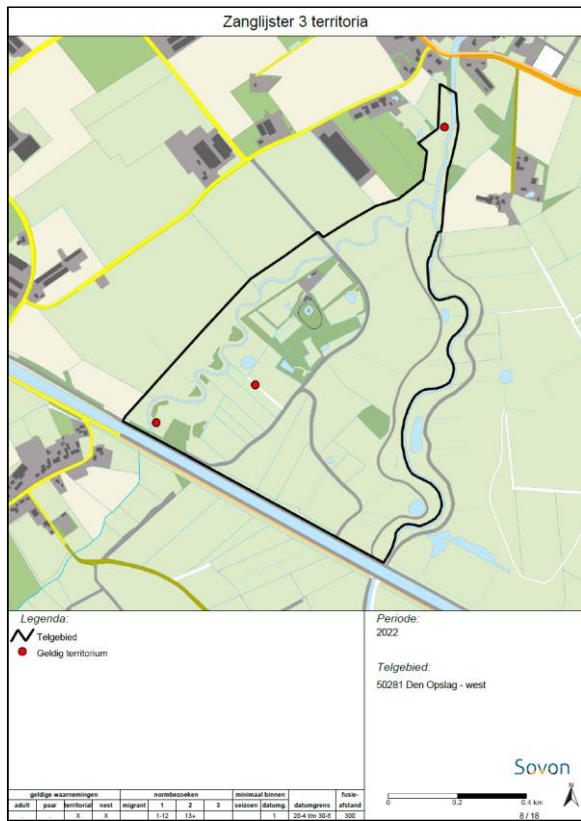 Zanglijster 3 territoria
Legenda:
Telgebied
Geldig territorium
Periode:
2022
Telgebied:
50281 Den Opslag - west
Sovon
N
0 0.2 0.4 km
8 / 18
geldige waarnemingen normbezoeken minimaal binnen fusie-
adult paar territorial nest migrant 1 2 3 seizoen datumg. datumgrens afstand
. . X X 1-12 13+ 1 20-4 t/m 30-6 300